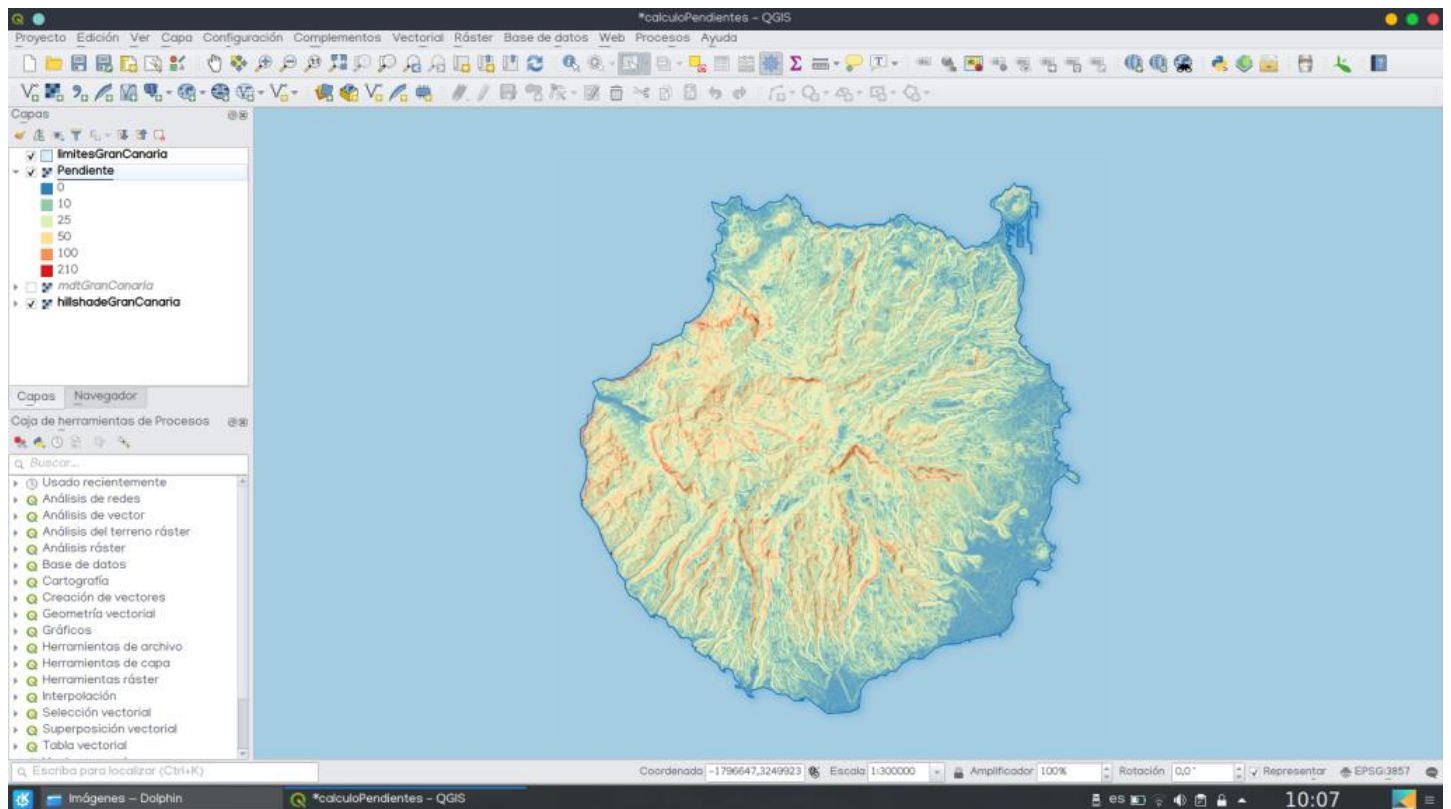 *calculoPendientes – QGIS
Proyecto Edición Ver Capa Configuración Complementos Vectorial Ráster Base de datos Web Procesos Ayuda
Capas
limitesGranCanaria
Pendiente
0
10
25
50
100
210
mdtGranCanaria
hillshadeGranCanaria
Capas Navegador
Caja de herramientas de Procesos
Buscar...
Usado recientemente
Análisis de redes
Análisis de vector
Análisis del terreno ráster
Análisis ráster
Base de datos
Cartografía
Creación de vectores
Geometría vectorial
Gráficos
Herramientas de archivo
Herramientas de capa
Herramientas ráster
Interpolación
Selección vectorial
Superposición vectorial
Tabla vectorial
Escriba para localizar (Ctrl+K) Coordenada -1796647,3249923 Escala 1:300000 Amplificador 100% Rotación 0,0° Representar EPSG:3857
Imágenes – Dolphin *calculoPendientes – QGIS es 10:07